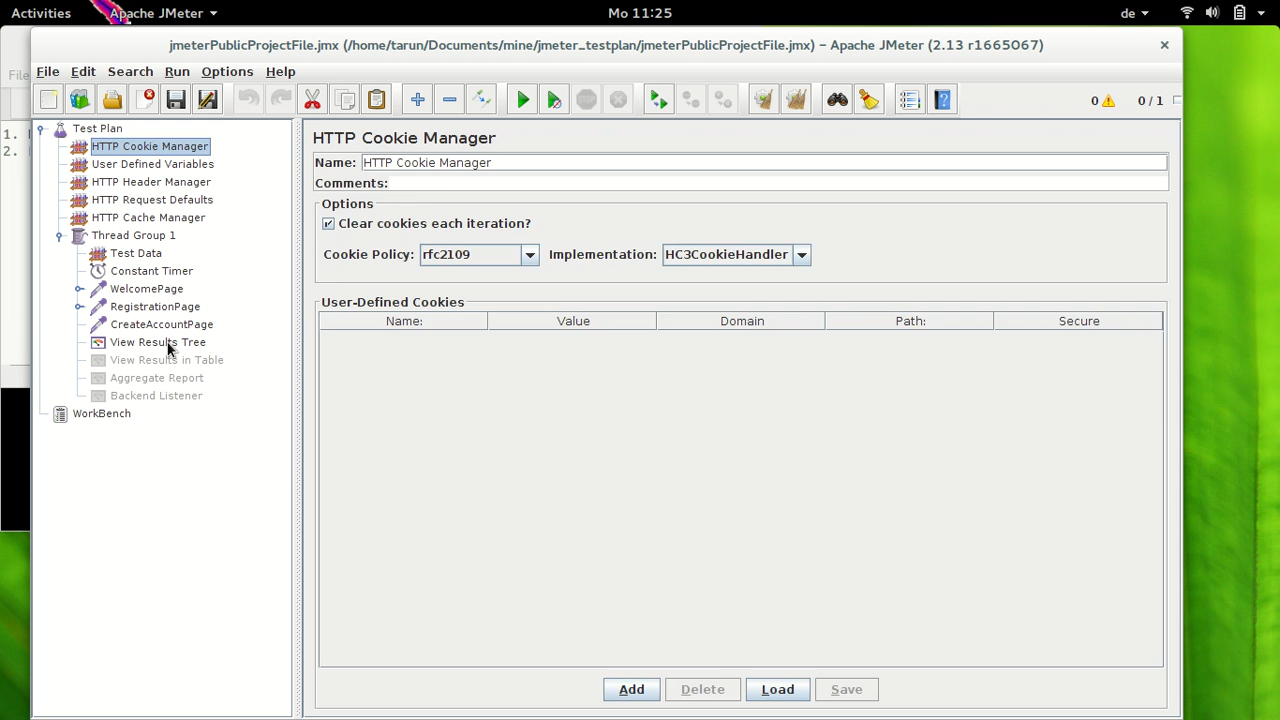 Activities Apache JMeter Mo 11:25 de
jmeterPublicProjectFile.jmx (/home/tarun/Documents/mine/jmeter_testplan/jmeterPublicProjectFile.jmx) – Apache JMeter (2.13 r1665067) ×
File
File Edit Search Run Options Help
0 0 / 1
1.
2.
Test Plan
HTTP Cookie Manager
User Defined Variables
HTTP Header Manager
HTTP Request Defaults
HTTP Cache Manager
Thread Group 1
Test Data
Constant Timer
WelcomePage
RegistrationPage
CreateAccountPage
View Results Tree
View Results in Table
Aggregate Report
Backend Listener
WorkBench
HTTP Cookie Manager
Name: HTTP Cookie Manager
Comments:
Options
Clear cookies each iteration?
Cookie Policy: rfc2109 Implementation: HC3CookieHandler
User-Defined Cookies
Name: Value Domain Path: Secure
Add Delete Load Save